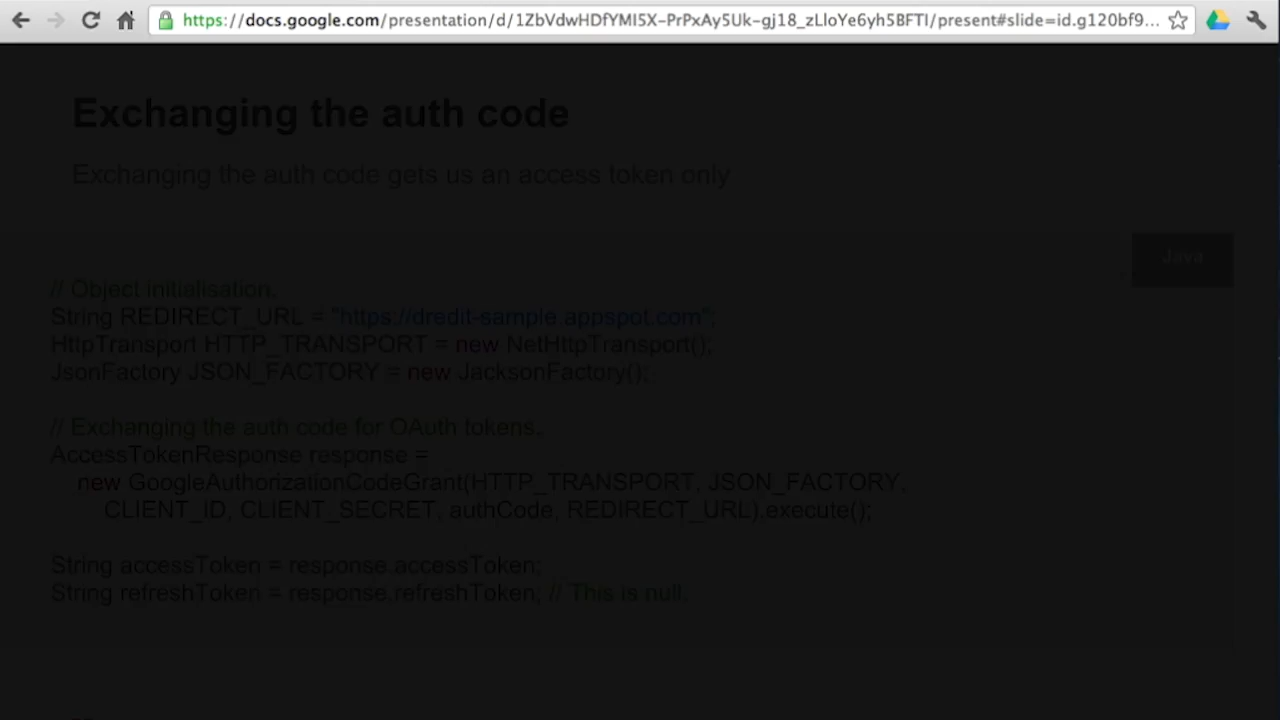 https://docs.google.com/presentation/d/1ZbVdwHDfYMI5X-PrPxAy5Uk-gj18_zLloYe6yh5BFTI/present#slide=id.g120bf9...
Exchanging the auth code
Exchanging the auth code gets us an access token only
Java
// Object initialisation.
String REDIRECT_URL = "https://dredit-sample.appspot.com";
HttpTransport HTTP_TRANSPORT = new NetHttpTransport();
JsonFactory JSON_FACTORY = new JacksonFactory();
// Exchanging the auth code for OAuth tokens.
AccessTokenResponse response =
new GoogleAuthorizationCodeGrant(HTTP_TRANSPORT, JSON_FACTORY,
CLIENT_ID, CLIENT_SECRET, authCode, REDIRECT_URL).execute();
String accessToken = response.accessToken;
String refreshToken = response.refreshToken; // This is null.